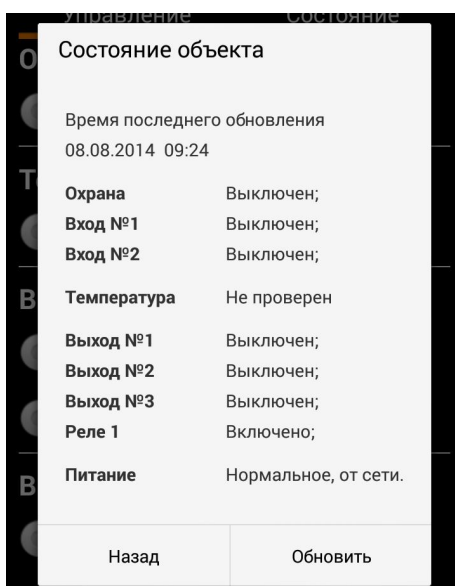 Управление Состояние
О
Состояние объекта
Время последнего обновления
08.08.2014 09:24
Т
Охрана Выключен;
Вход №1 Выключен;
Вход №2 Выключен;
В
Температура Не проверен
Выход №1 Выключен;
Выход №2 Выключен;
Выход №3 Выключен;
Реле 1 Включено;
В
Питание Нормальное, от сети.
Назад Обновить